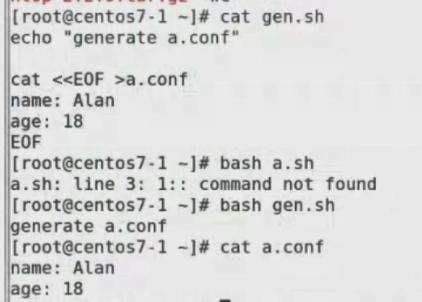 [root@centos7-1 ~]# cat gen.sh
echo "generate a.conf"
cat <<EOF >a.conf
name: Alan
age: 18
EOF
[root@centos7-1 ~]# bash a.sh
a.sh: line 3: 1:: command not found
[root@centos7-1 ~]# bash gen.sh
generate a.conf
[root@centos7-1 ~]# cat a.conf
name: Alan
age: 18